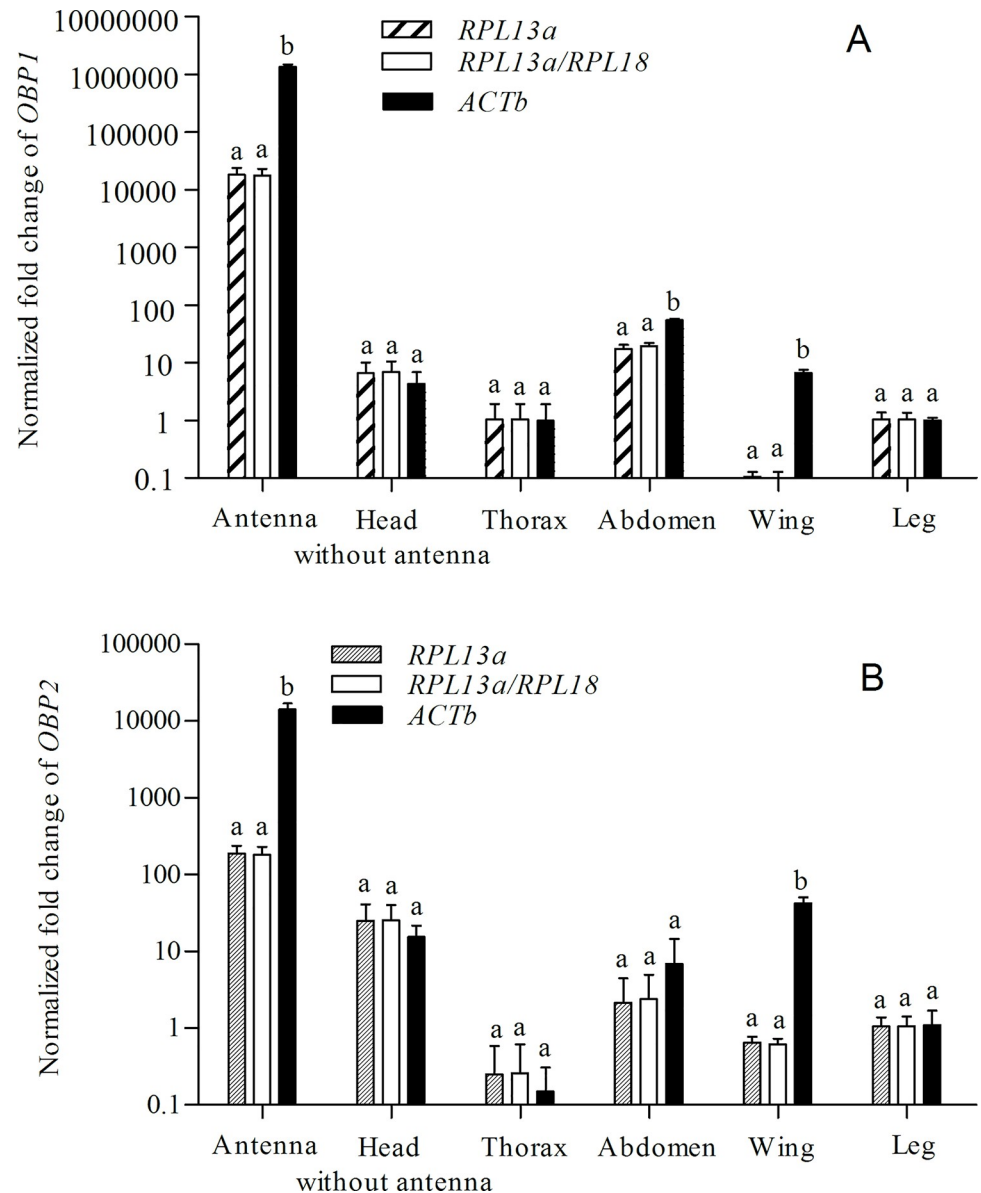 10000000
1000000
100000
10000
1000
100
10
1
0.1
Normalized fold change of OBP1
RPL13a
RPL13a/RPL18
ACTb
A
a a b
a a a
a a a
a a b
a a b
a a a
Antenna Head Thorax Abdomen Wing Leg
without antenna
100000
10000
1000
100
10
1
0.1
Normalized fold change of OBP2
RPL13a
RPL13a/RPL18
ACTb
B
a a b
a a a
a a a
a a a
a a b
a a a
Antenna Head Thorax Abdomen Wing Leg
without antenna